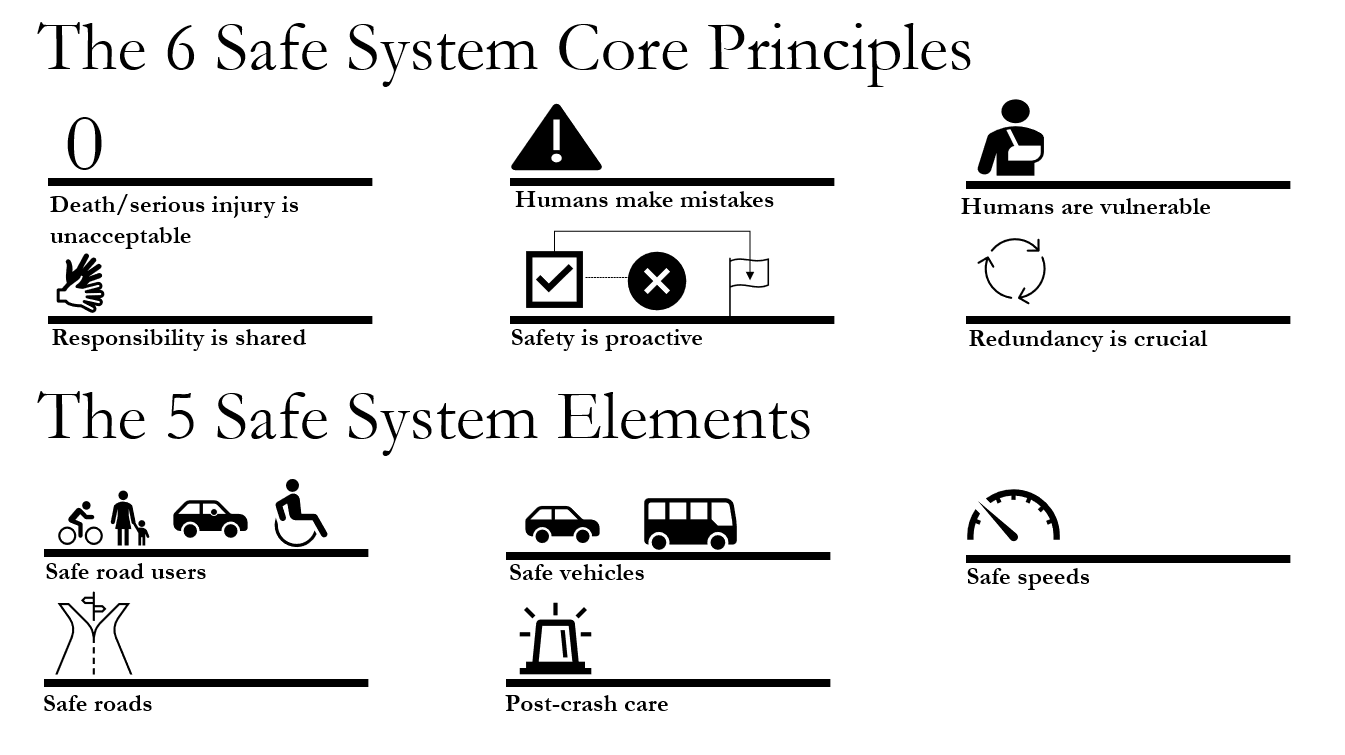 The 6 Safe System Core Principles
0
Death/serious injury is
unacceptable
Humans make mistakes
Humans are vulnerable
Responsibility is shared
Safety is proactive
Redundancy is crucial
The 5 Safe System Elements
Safe road users
Safe vehicles
Safe speeds
Safe roads
Post-crash care